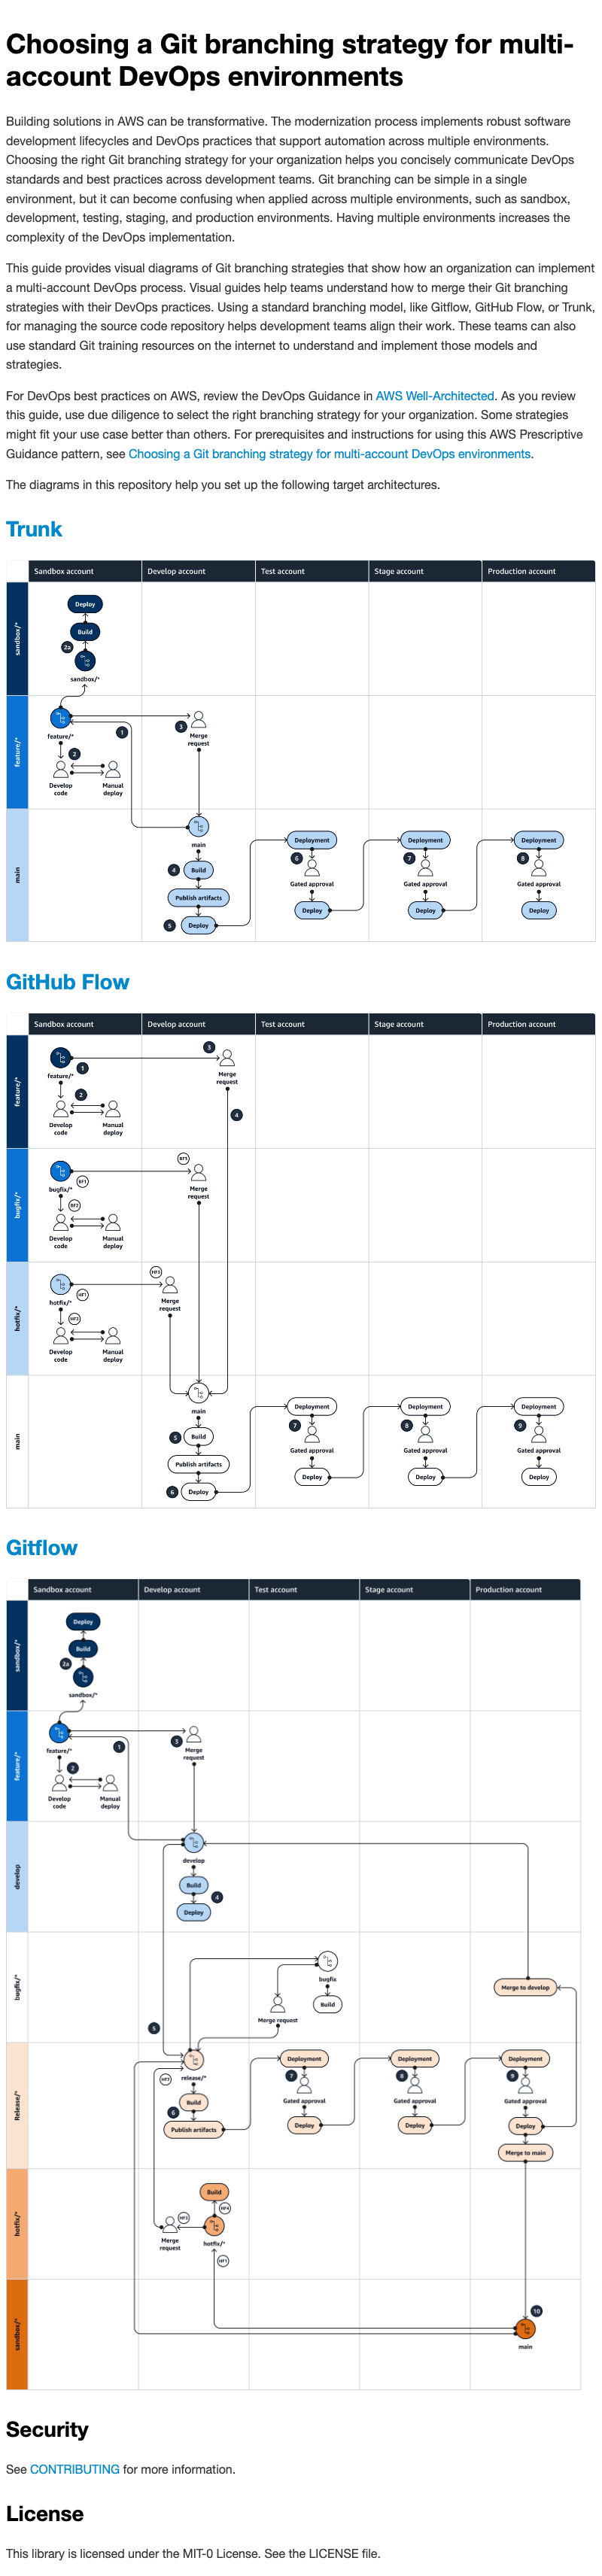 Choosing a Git branching strategy for multi-
account DevOps environments
Building solutions in AWS can be transformative. The modernization process implements robust software
development lifecycles and DevOps practices that support automation across multiple environments.
Choosing the right Git branching strategy for your organization helps you concisely communicate DevOps
standards and best practices across development teams. Git branching can be simple in a single
environment, but it can become confusing when applied across multiple environments, such as sandbox,
development, testing, staging, and production environments. Having multiple environments increases the
complexity of the DevOps implementation.
This guide provides visual diagrams of Git branching strategies that show how an organization can implement
a multi-account DevOps process. Visual guides help teams understand how to merge their Git branching
strategies with their DevOps practices. Using a standard branching model, like Gitflow, GitHub Flow, or Trunk,
for managing the source code repository helps development teams align their work. These teams can also
use standard Git training resources on the internet to understand and implement those models and
strategies.
For DevOps best practices on AWS, review the DevOps Guidance in AWS Well-Architected. As you review
this guide, use due diligence to select the right branching strategy for your organization. Some strategies
might fit your use case better than others. For prerequisites and instructions for using this AWS Prescriptive
Guidance pattern, see Choosing a Git branching strategy for multi-account DevOps environments.
The diagrams in this repository help you set up the following target architectures.
Trunk
Sandbox account Develop account Test account Stage account Production account
sandbox/*
Deploy
Build
2a
sandbox/*
feature/*
1
3
feature/*
Merge
request
2
Develop
code
Manual
deploy
main
main
Deployment Deployment Deployment
4 Build
6 7 8
Gated approval Gated approval Gated approval
Publish artifacts
Deploy Deploy Deploy
5 Deploy
GitHub Flow
Sandbox account Develop account Test account Stage account Production account
feature/*
3
1
feature/*
Merge
request
2
4
Develop
code
Manual
deploy
bugfix/*
BF3
BF1
bugfix/*
Merge
request
BF2
Develop
code
Manual
deploy
hotfix/*
HF3
HF1
hotfix/*
Merge
request
HF2
Develop
code
Manual
deploy
main
main
Deployment Deployment Deployment
5 Build
7 8 9
Gated approval Gated approval Gated approval
Publish artifacts
Deploy Deploy Deploy
6 Deploy
Gitflow
Sandbox account Develop account Test account Stage account Production account
sandbox/*
Deploy
Build
2a
sandbox/*
feature/*
1
3
feature/*
Merge
request
2
Develop
code
Manual
deploy
develop
develop
Build
4
Deploy
bugfix/*
bugfix
Build
Merge request
Merge to develop
5
Release/*
HF3
release/*
Deployment Deployment Deployment
7 8 9
Build
6
Gated approval Gated approval Gated approval
Publish artifacts
Deploy Deploy Deploy
Merge to main
hotfix/*
Build
HF4
HF2
Merge
request
hotfix/*
HF1
sandbox/*
10
main
Security
See CONTRIBUTING for more information.
License
This library is licensed under the MIT-0 License. See the LICENSE file.